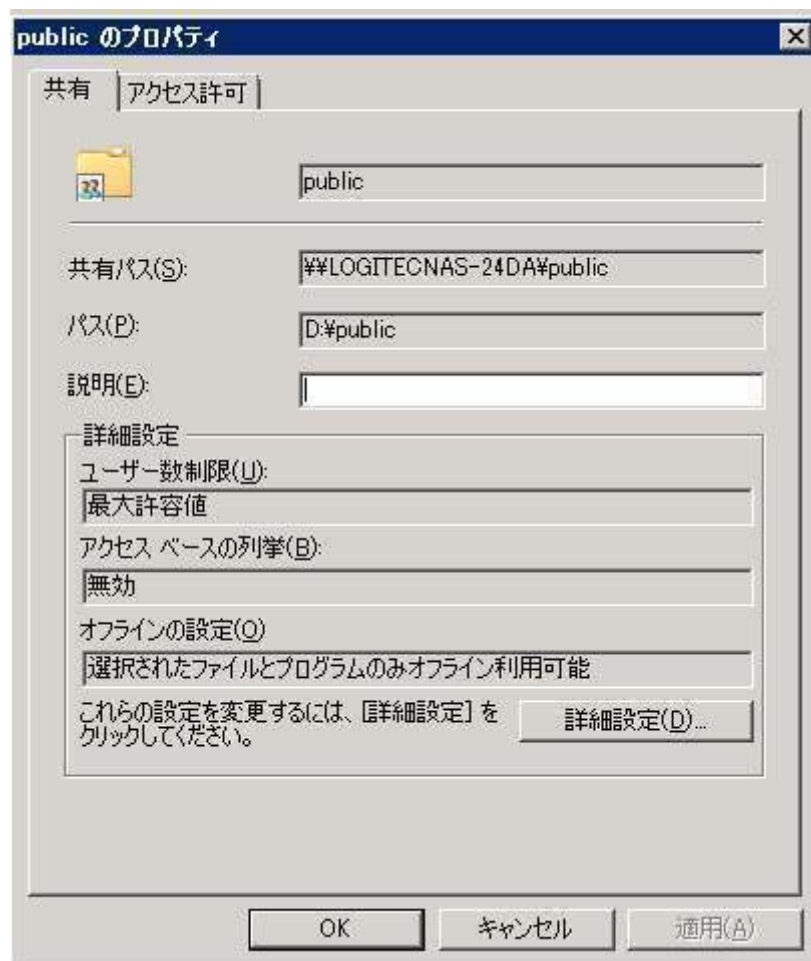 public のプロパティ
共有
アクセス許可
public
共有パス(S):
¥¥LOGITECNAS-24DA¥public
パス(P):
D:¥public
説明(E):
詳細設定
ユーザー数制限(U):
最大許容値
アクセス ベースの列挙(B):
無効
オフラインの設定(O)
選択されたファイルとプログラムのみオフライン利用可能
これらの設定を変更するには、[詳細設定] を
クリックしてください。
詳細設定(D)...
OK
キャンセル
適用(A)